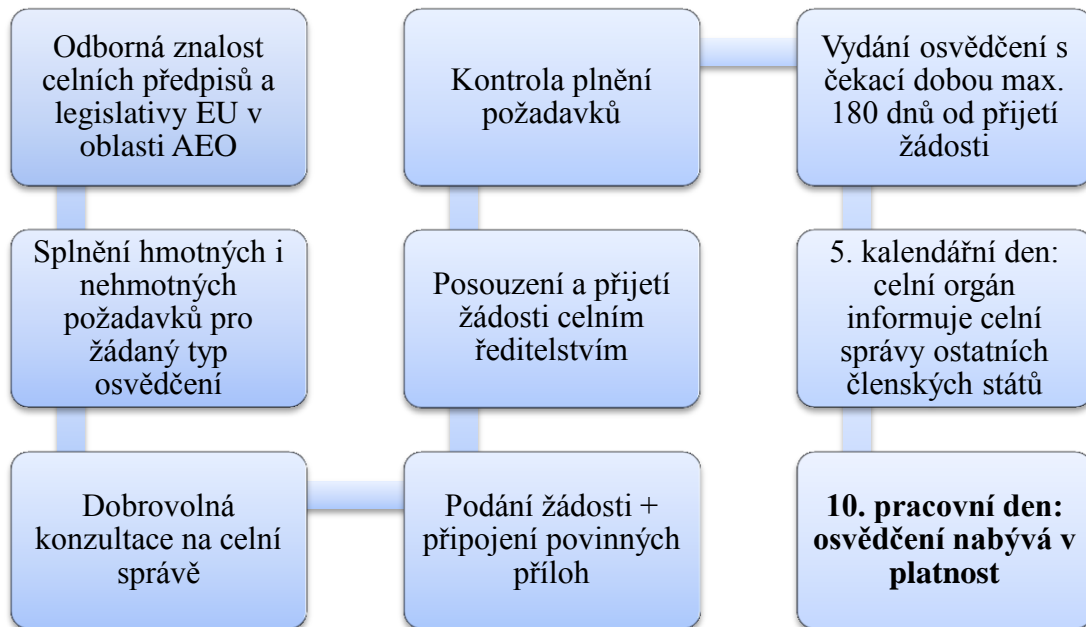 Odborná znalost
celních předpisů a
legislativy EU v
oblasti AEO
Splnění hmotných i
nehmotných
požadavků pro
žádaný typ
osvědčení
Dobrovolná
konzultace na celní
správě
Podání žádosti +
připojení povinných
příloh
Posouzení a přijetí
žádosti celním
ředitelstvím
Kontrola plnění
požadavků
Vydání osvědčení s
čekací dobou max.
180 dnů od přijetí
žádosti
5. kalendářní den:
celní orgán
informuje celní
správy ostatních
členských států
10. pracovní den:
osvědčení nabývá v
platnost